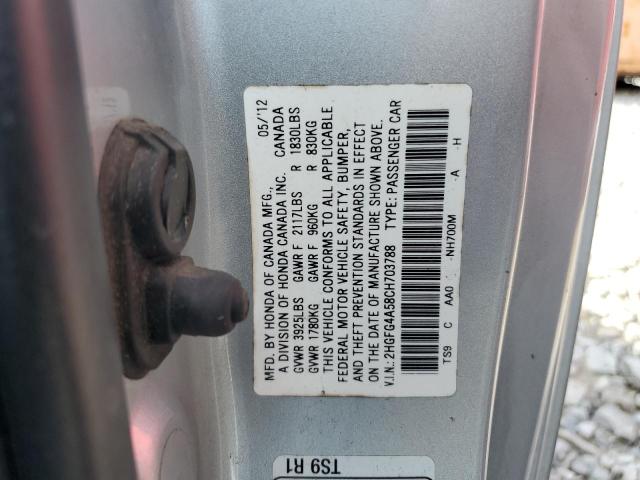 MFD. BY HONDA OF CANADA MFG., 05/'12
A DIVISION OF HONDA CANADA INC. CANADA
GVWR 3925LBS GAWR F 2117LBS R 1830LBS
GVWR 1780KG GAWR F 960KG R 830KG
THIS VEHICLE CONFORMS TO ALL APPLICABLE
FEDERAL MOTOR VEHICLE SAFETY, BUMPER,
AND THEFT PREVENTION STANDARDS IN EFFECT
ON THE DATE OF MANUFACTURE SHOWN ABOVE.
V.I.N.: 2HGFG4A58CH703788 TYPE: PASSENGER CAR
TS9 C AA0 NH700M A H
TS9 R1